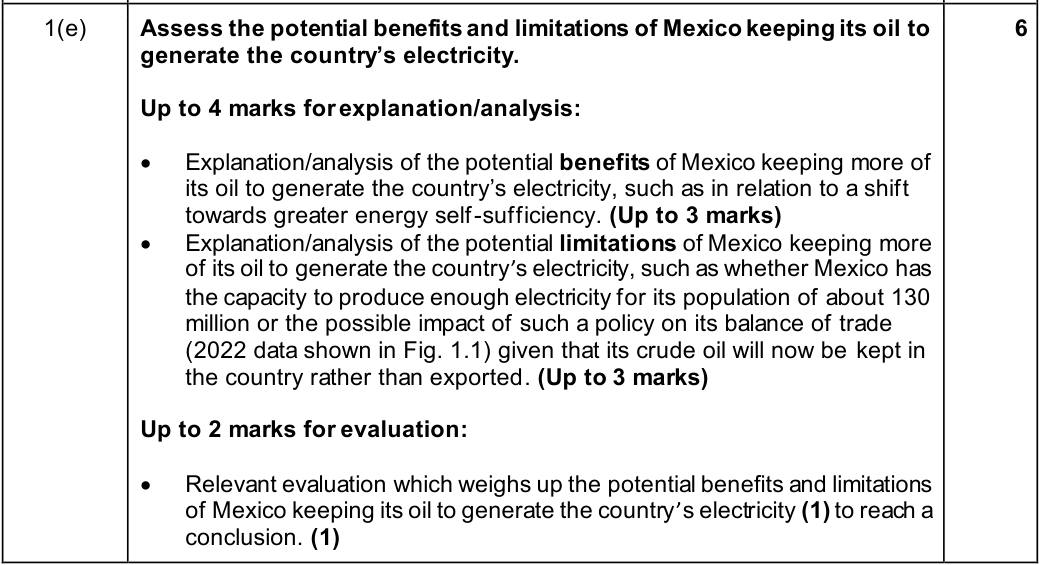 1(e)
Assess the potential benefits and limitations of Mexico keeping its oil to
6
generate the country's electricity.
Up to 4 marks for explanation/analysis:
• Explanation/analysis of the potential benefits of Mexico keeping more of
its oil to generate the country's electricity, such as in relation to a shift
towards greater energy self-sufficiency. (Up to 3 marks)
• Explanation/analysis of the potential limitations of Mexico keeping more
of its oil to generate the country's electricity, such as whether Mexico has
the capacity to produce enough electricity for its population of about 130
million or the possible impact of such a policy on its balance of trade
(2022 data shown in Fig. 1.1) given that its crude oil will now be kept in
the country rather than exported. (Up to 3 marks)
Up to 2 marks for evaluation:
• Relevant evaluation which weighs up the potential benefits and limitations
of Mexico keeping its oil to generate the country's electricity (1) to reach a
conclusion. (1)